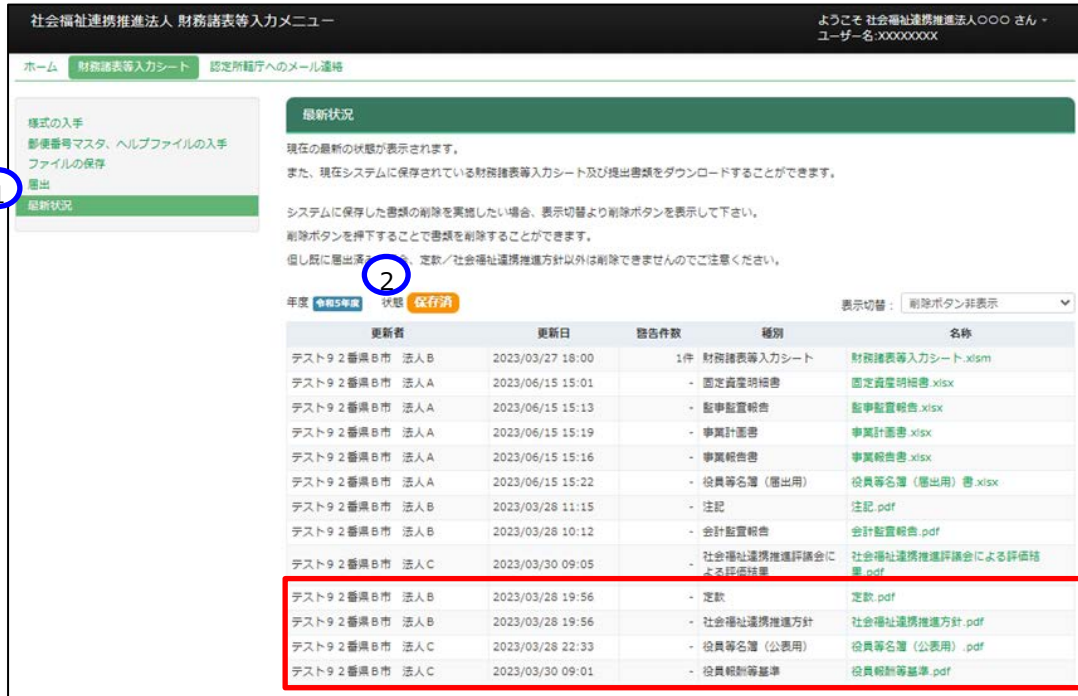 社会福祉連携推進法人 財務諸表等入力メニュー
ようこそ 社会福祉連携推進法人〇〇〇 さん
ユーザー名:XXXXXXXX
ホーム 財務諸表等入力シート 認定所轄庁へのメール連絡
様式の入手
郵便番号マスタ、ヘルプファイルの入手
ファイルの保存
届出
最新状況
最新状況
現在の最新の状態が表示されます。
また、現在システムに保存されている財務諸表等入力シート及び提出書類をダウンロードすることができます。
システムに保存した書類の削除を実施したい場合、表示切替より削除ボタンを表示して下さい。
削除ボタンを押下することで書類を削除することができます。
但し既に届出済み 、定款/社会福祉連携推進方針以外は削除できませんのでご注意ください。
2
年度 令和5年度 状態 保存済 表示切替: 削除ボタン非表示
更新者 更新日 警告件数 種別 名称
テスト92番県B市 法人B 2023/03/27 18:00 1件 財務諸表等入力シート 財務諸表等入力シート.xlsm
テスト92番県B市 法人A 2023/06/15 15:01 - 固定資産明細書 固定資産明細書.xlsx
テスト92番県B市 法人A 2023/06/15 15:13 - 監事監査報告 監事監査報告.xlsx
テスト92番県B市 法人A 2023/06/15 15:19 - 事業計画書 事業計画書.xlsx
テスト92番県B市 法人A 2023/06/15 15:16 - 事業報告書 事業報告書.xlsx
テスト92番県B市 法人A 2023/06/15 15:22 - 役員等名簿(届出用) 役員等名簿(届出用)書.xlsx
テスト92番県B市 法人B 2023/03/28 11:15 - 注記 注記.pdf
テスト92番県B市 法人B 2023/03/28 10:12 - 会計監査報告 会計監査報告.pdf
テスト92番県B市 法人C 2023/03/30 09:05 - 社会福祉連携推進評議会に 社会福祉連携推進評議会による評価結
よる評価結果 果.pdf
テスト92番県B市 法人B 2023/03/28 19:56 - 定款 定款.pdf
テスト92番県B市 法人B 2023/03/28 19:56 - 社会福祉連携推進方針 社会福祉連携推進方針.pdf
テスト92番県B市 法人C 2023/03/28 22:33 - 役員等名簿(公表用) 役員等名簿(公表用).pdf
テスト92番県B市 法人C 2023/03/30 09:01 - 役員報酬等基準 役員報酬等基準.pdf